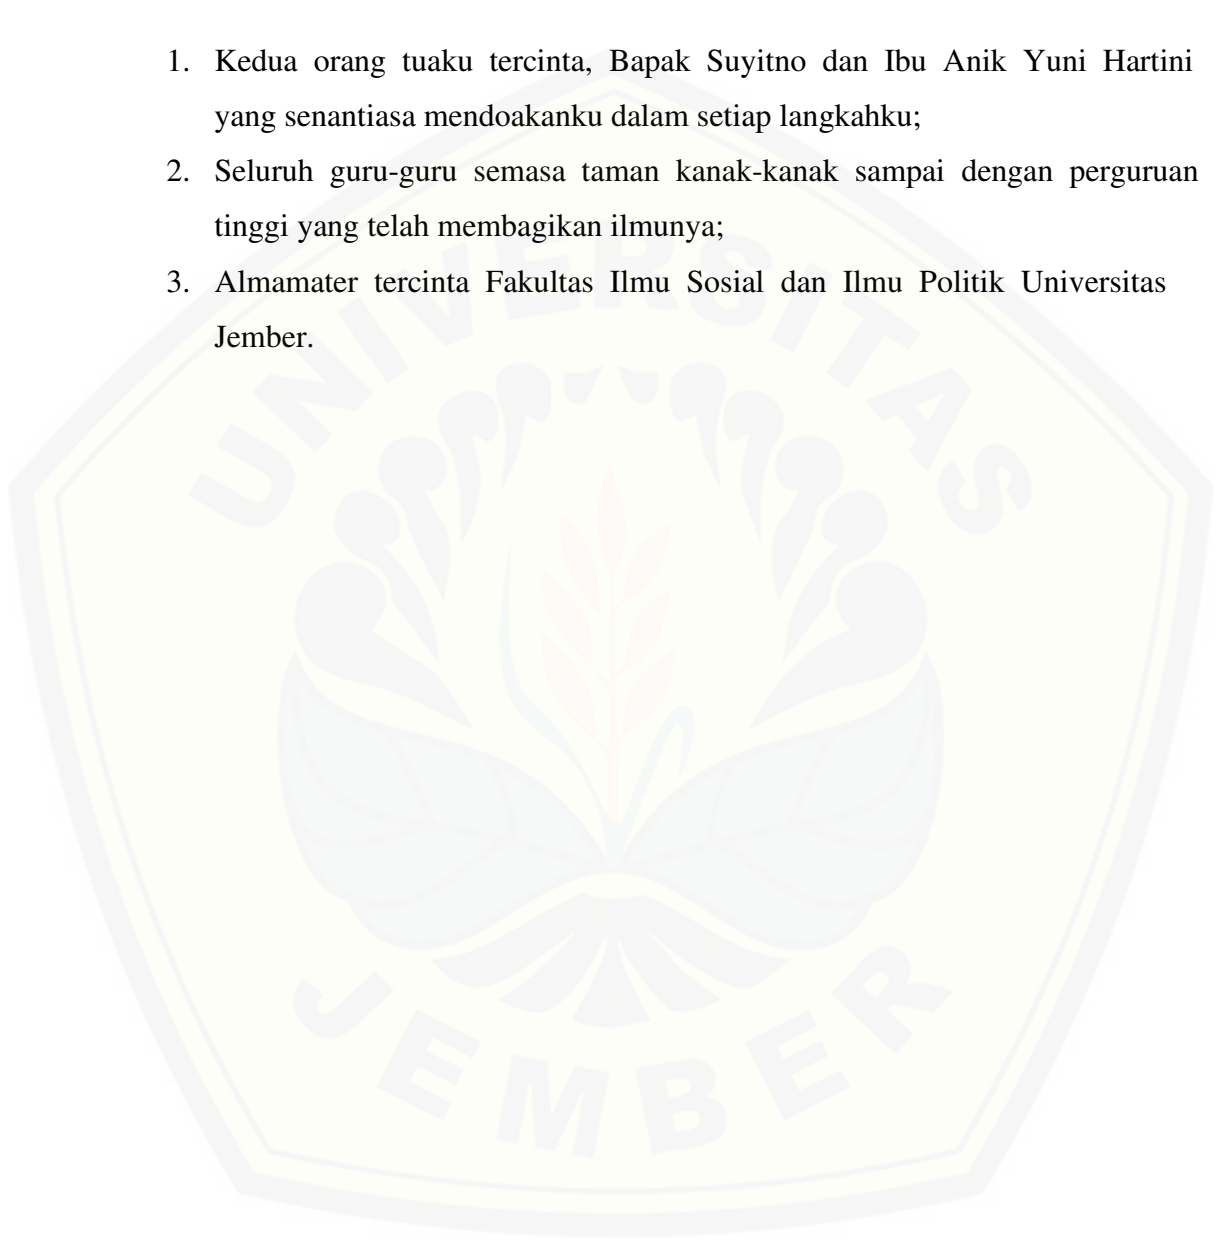 1. Kedua orang tuaku tercinta, Bapak Suyitno dan Ibu Anik Yuni Hartini
yang senantiasa mendoakanku dalam setiap langkahku;
2. Seluruh guru-guru semasa taman kanak-kanak sampai dengan perguruan
tinggi yang telah membagikan ilmunya;
3. Almamater tercinta Fakultas Ilmu Sosial dan Ilmu Politik Universitas
Jember.
UNIVERSITAS
JEMBER